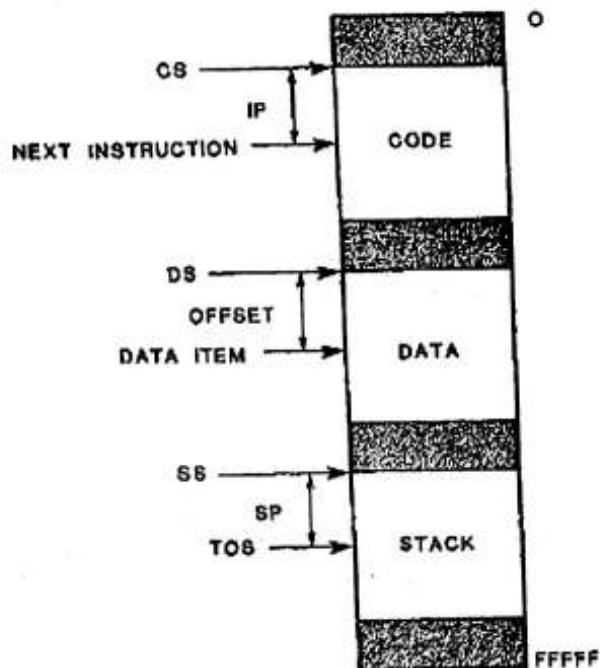 0
CS
IP
NEXT INSTRUCTION
CODE
DS
OFFSET
DATA ITEM
DATA
SS
SP
TOS
STACK
FFFFF